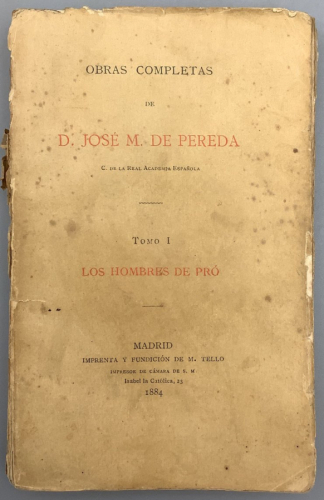 OBRAS COMPLETAS
DE
D. JOSÉ M. DE PEREDA
C. DE LA REAL ACADEMIA ESPAÑOLA
TOMO I
LOS HOMBRES DE PRÓ
MADRID
IMPRENTA Y FUNDICIÓN DE M. TELLO
IMPRESOR DE CÁMARA DE S. M.
Isabel la Católica, 23
1884